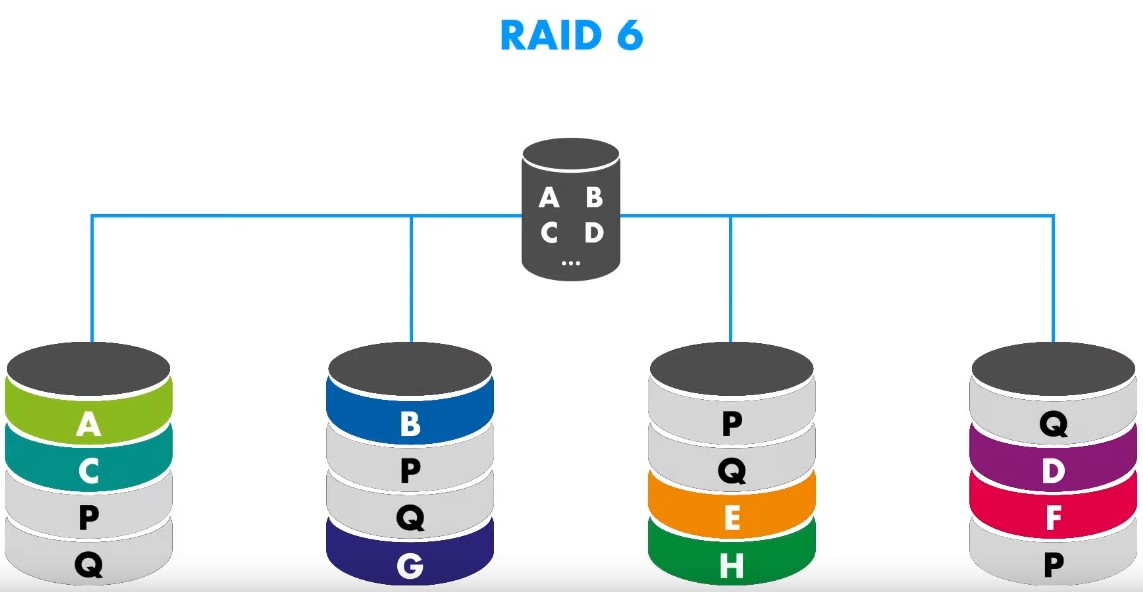 RAID 6
A B
C D
...
A B P Q
C P Q D
P Q E F
Q G H P